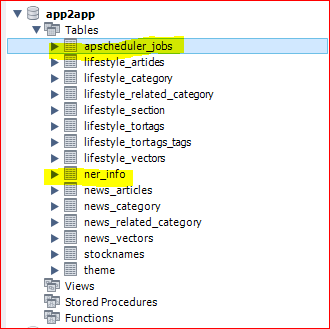 app2app
Tables
apscheduler_jobs
lifestyle_articles
lifestyle_category
lifestyle_related_category
lifestyle_section
lifestyle_tortags
lifestyle_tortags_tags
lifestyle_vectors
ner_info
news_articles
news_category
news_related_category
news_vectors
stocknames
theme
Views
Stored Procedures
Functions